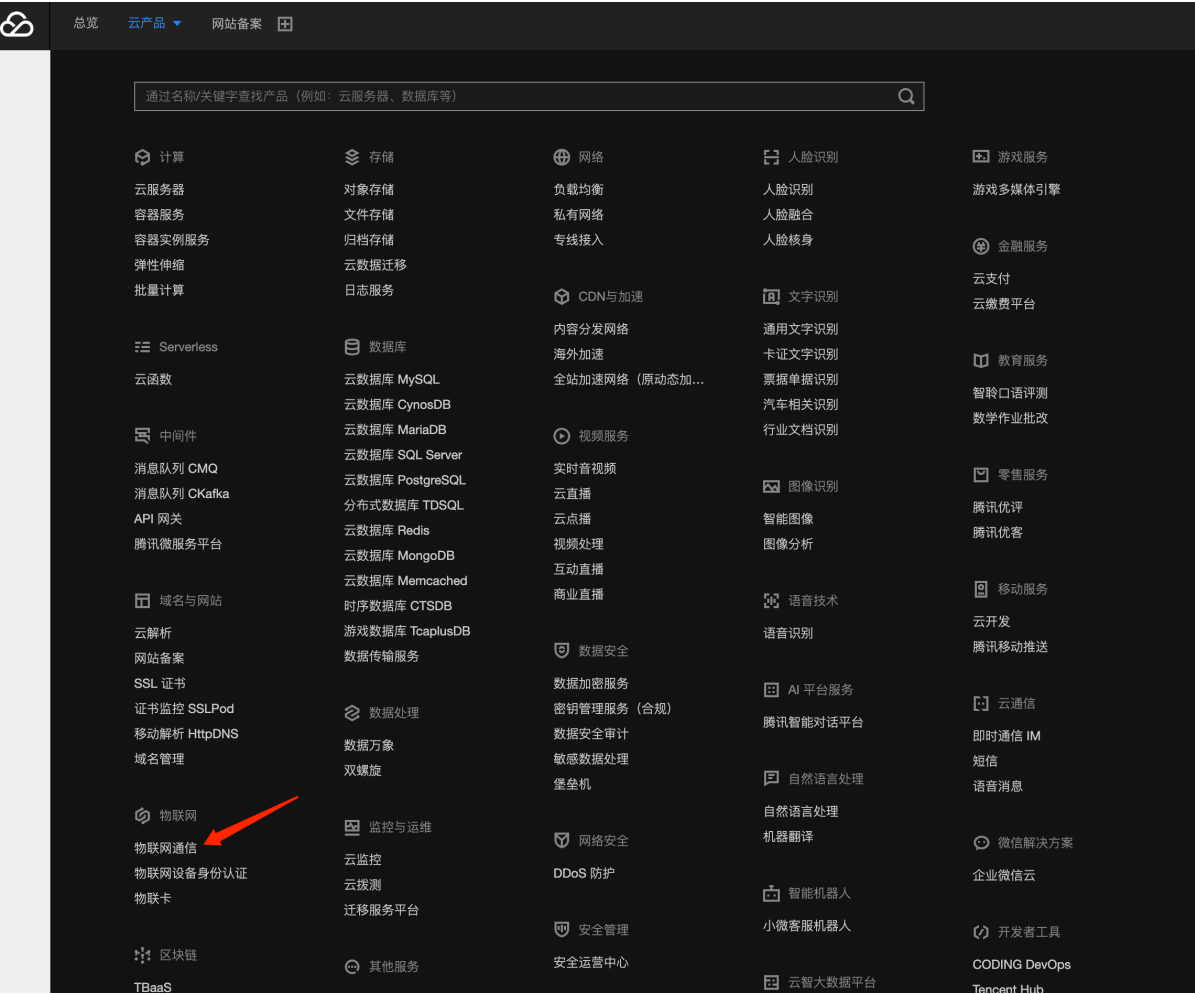 总览 云产品 网站备案
通过名称/关键字查找产品（例如：云服务器、数据库等）
计算
云服务器
容器服务
容器实例服务
弹性伸缩
批量计算
Serverless
云函数
中间件
消息队列 CMQ
消息队列 CKafka
API 网关
腾讯微服务平台
域名与网站
云解析
网站备案
SSL 证书
证书监控 SSLPod
移动解析 HttpDNS
域名管理
物联网
物联网通信
物联网设备身份认证
物联卡
区块链
TBaaS
存储
对象存储
文件存储
归档存储
云数据迁移
日志服务
数据库
云数据库 MySQL
云数据库 CynosDB
云数据库 MariaDB
云数据库 SQL Server
云数据库 PostgreSQL
分布式数据库 TDSQL
云数据库 Redis
云数据库 MongoDB
云数据库 Memcached
时序数据库 CTSDB
游戏数据库 TcaplusDB
数据传输服务
数据处理
数据万象
双螺旋
监控与运维
云监控
云拨测
迁移服务平台
其他服务
网络
负载均衡
私有网络
专线接入
CDN与加速
内容分发网络
海外加速
全站加速网络（原动态加...
视频服务
实时音视频
云直播
云点播
视频处理
互动直播
商业直播
数据安全
数据加密服务
密钥管理服务（合规）
数据安全审计
敏感数据处理
堡垒机
网络安全
DDoS 防护
安全管理
安全运营中心
人脸识别
人脸识别
人脸融合
人脸核身
文字识别
通用文字识别
卡证文字识别
票据单据识别
汽车相关识别
行业文档识别
图像识别
智能图像
图像分析
语音技术
语音识别
AI 平台服务
腾讯智能对话平台
自然语言处理
自然语言处理
机器翻译
智能机器人
小微客服机器人
云智大数据平台
游戏服务
游戏多媒体引擎
金融服务
云支付
云缴费平台
教育服务
智聆口语评测
数学作业批改
零售服务
腾讯优评
腾讯优客
移动服务
云开发
腾讯移动推送
云通信
即时通信 IM
短信
语音消息
微信解决方案
企业微信云
开发者工具
CODING DevOps
Tencent Hub